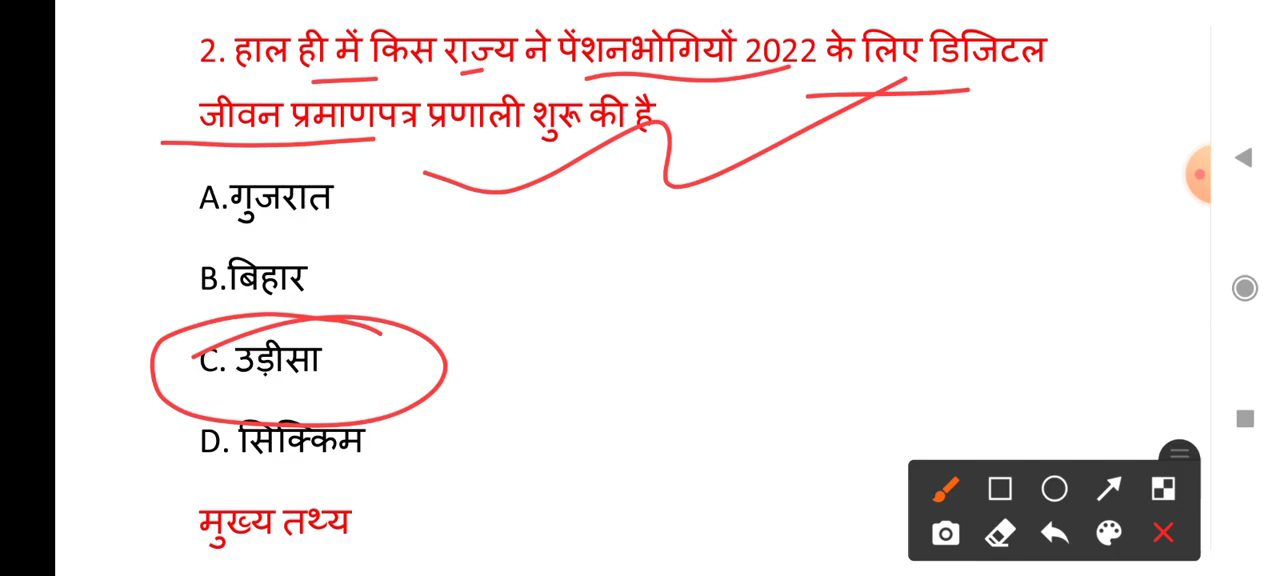 2. हाल ही में किस राज्य ने पेंशनभोगियों 2022 के लिए डिजिटल
जीवन प्रमाणपत्र प्रणाली शुरू की है
A.गुजरात
B.बिहार
C. उड़ीसा
D. सिक्किम
मुख्य तथ्य